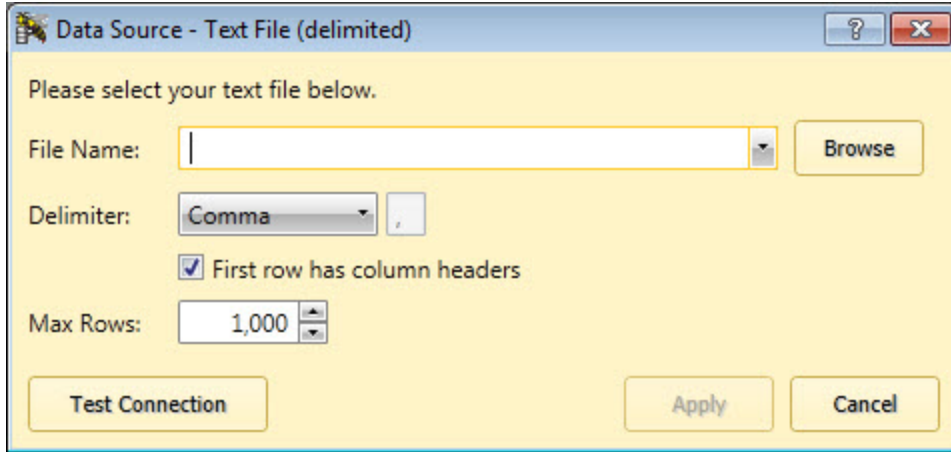 Data Source - Text File (delimited)
?
Please select your text file below.
File Name:
Browse
Delimiter:
Comma
,
First row has column headers
Max Rows:
1,000
Test Connection
Apply
Cancel